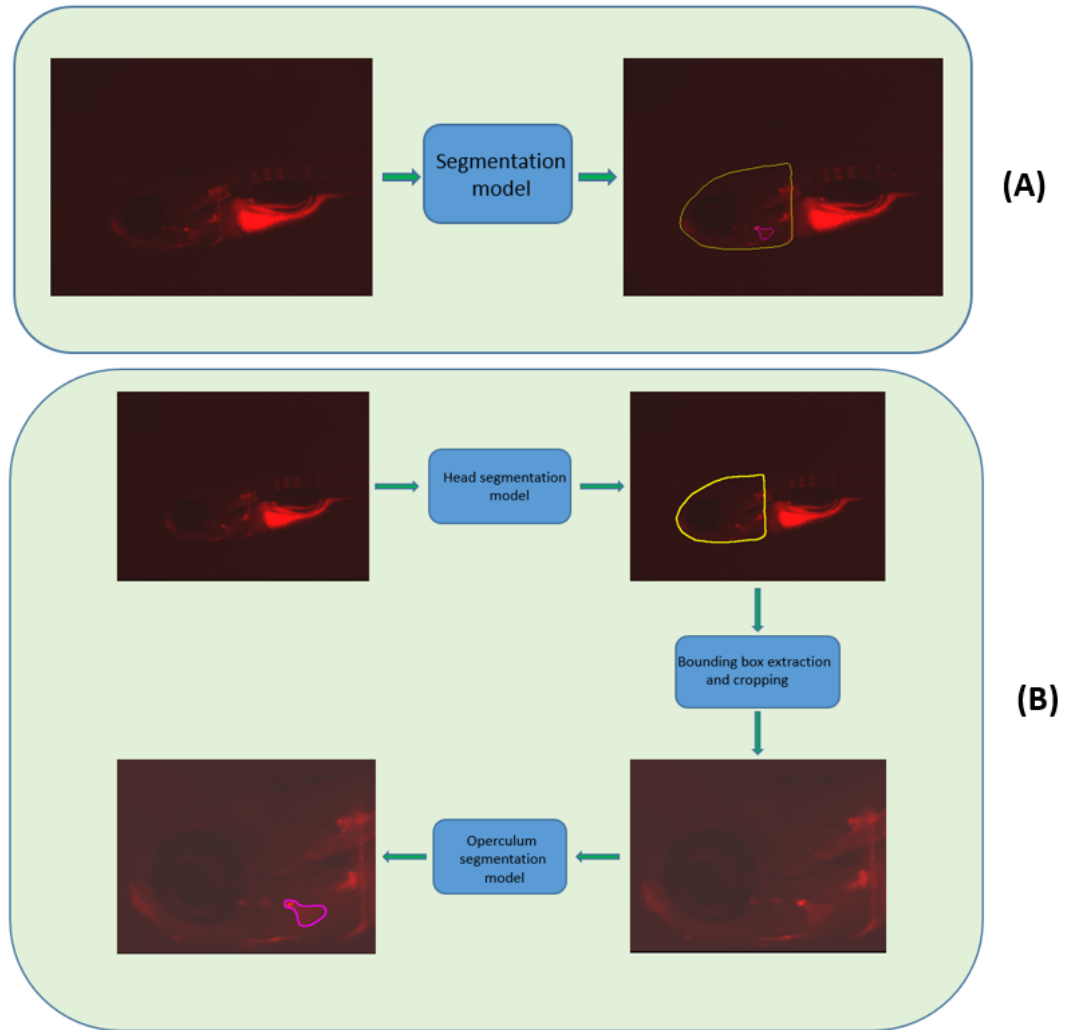 Segmentation
model
(A)
Head segmentation
model
Bounding box extraction
and cropping
(B)
Operculum
segmentation
model